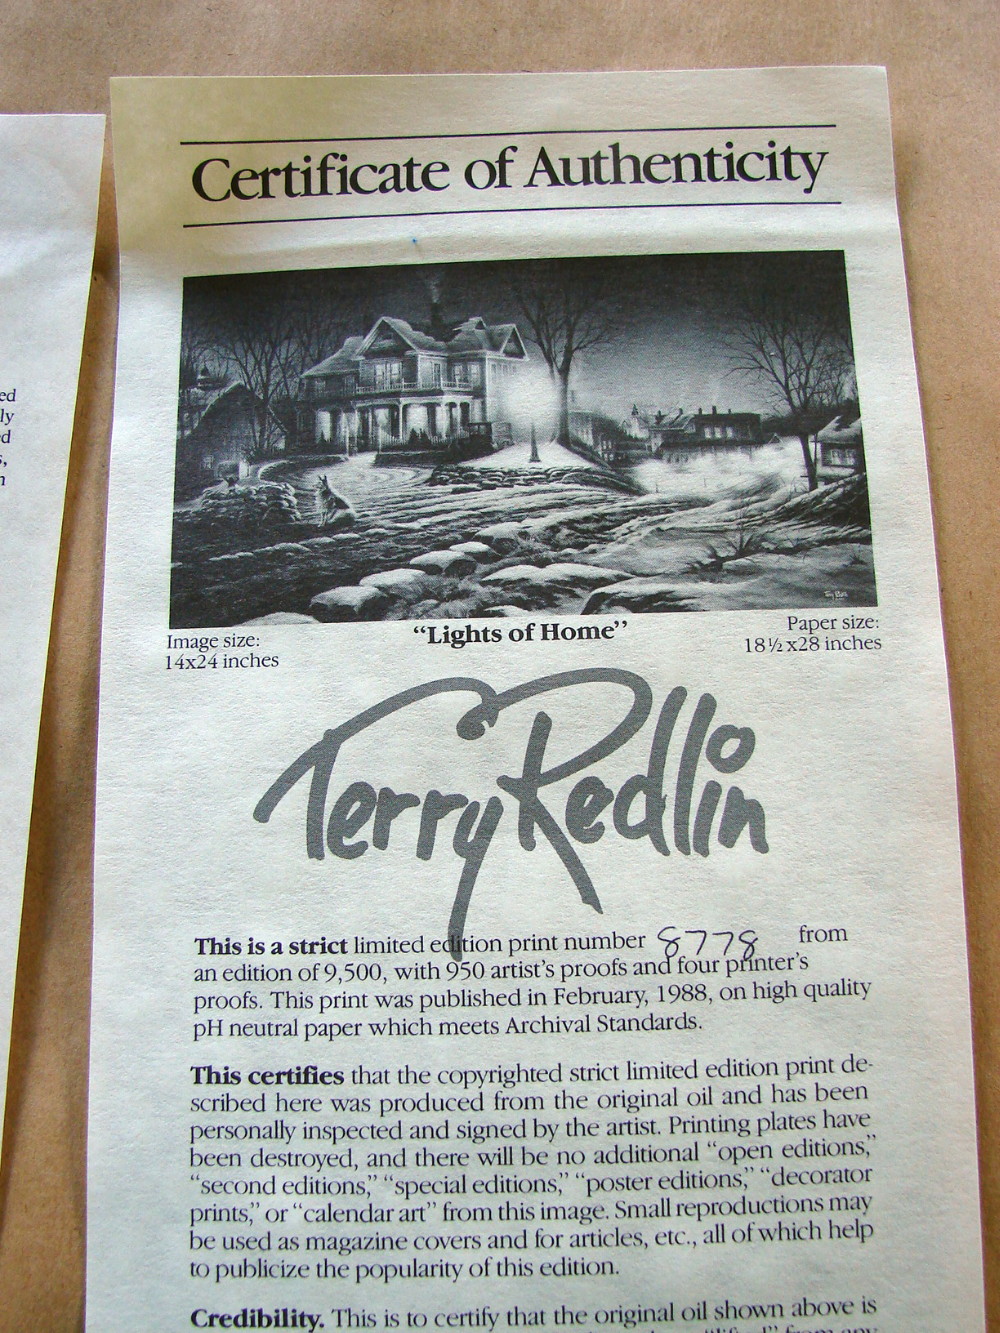 Certificate of Authenticity
Image size:
14x24 inches
"Lights of Home"
Paper size:
18½x28 inches
Terry Redlin
This is a strict limited edition print number 8778 from
an edition of 9,500, with 950 artist's proofs and four printer's
proofs. This print was published in February, 1988, on high quality
pH neutral paper which meets Archival Standards.
This certifies that the copyrighted strict limited edition print de-
scribed here was produced from the original oil and has been
personally inspected and signed by the artist. Printing plates have
been destroyed, and there will be no additional "open editions,"
"second editions," "special editions," "poster editions," "decorator
prints," or "calendar art" from this image. Small reproductions may
be used as magazine covers and for articles, etc., all of which help
to publicize the popularity of this edition.
Credibility. This is to certify that the original oil shown above is